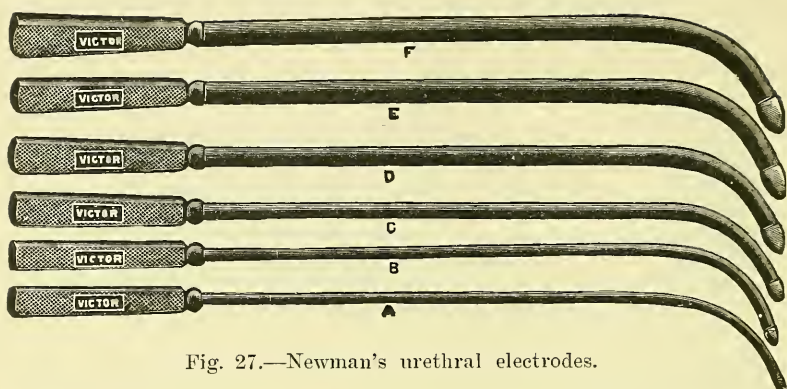 VICTOR
F
VICTOR
E
VICTOR
D
VICTOR
C
VICTOR
B
VICTOR
A
Fig. 27.—Newman's urethral electrodes.